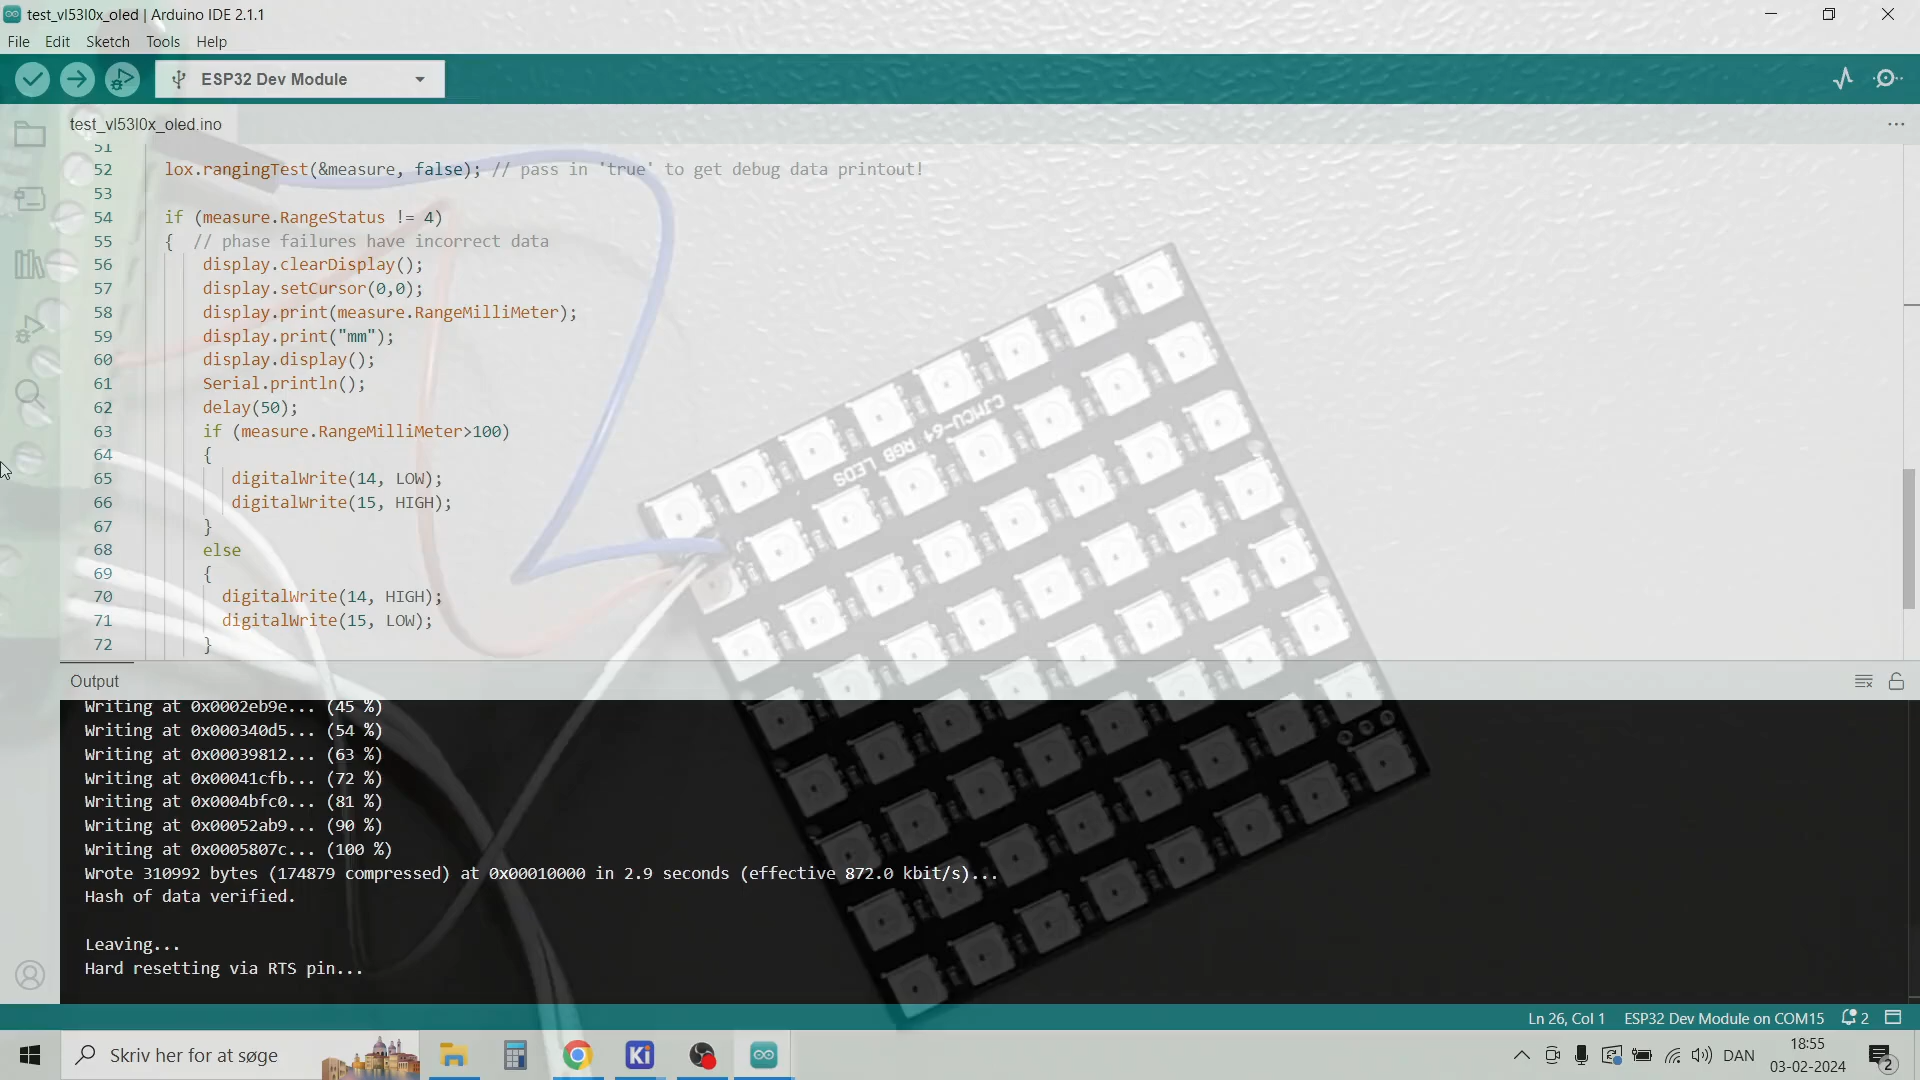 test_vl53l0x_oled | Arduino IDE 2.1.1
File Edit Sketch Tools Help
ESP32 Dev Module
test_vl53l0x_oled.ino
51
52 lox.rangingTest(&measure, false); // pass in 'true' to get debug data printout!
53
54 if (measure.RangeStatus != 4)
55 { // phase failures have incorrect data
56 display.clearDisplay();
57 display.setCursor(0,0);
58 display.print(measure.RangeMilliMeter);
59 display.print("mm");
60 display.display();
61 Serial.println();
62 delay(50);
63 if (measure.RangeMilliMeter>100)
64 {
65 digitalWrite(14, LOW);
66 digitalWrite(15, HIGH);
67 }
68 else
69 {
70 digitalWrite(14, HIGH);
71 digitalWrite(15, LOW);
72 }
CJMCU-64 RGB LEDS
Output
Writing at 0x0002eb9e... (45 %)
Writing at 0x000340d5... (54 %)
Writing at 0x00039812... (63 %)
Writing at 0x00041cfb... (72 %)
Writing at 0x0004bfc0... (81 %)
Writing at 0x00052ab9... (90 %)
Writing at 0x0005807c... (100 %)
Wrote 310992 bytes (174879 compressed) at 0x00010000 in 2.9 seconds (effective 872.0 kbit/s)...
Hash of data verified.
Leaving...
Hard resetting via RTS pin...
Ln 26, Col 1 ESP32 Dev Module on COM15 2
Skriv her for at søge
Ki
DAN
18:55
03-02-2024
2